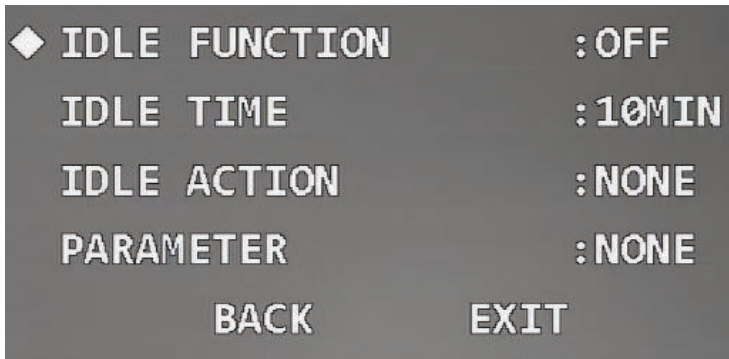 IDLE FUNCTION :OFF
IDLE TIME :10MIN
IDLE ACTION :NONE
PARAMETER :NONE
BACK EXIT